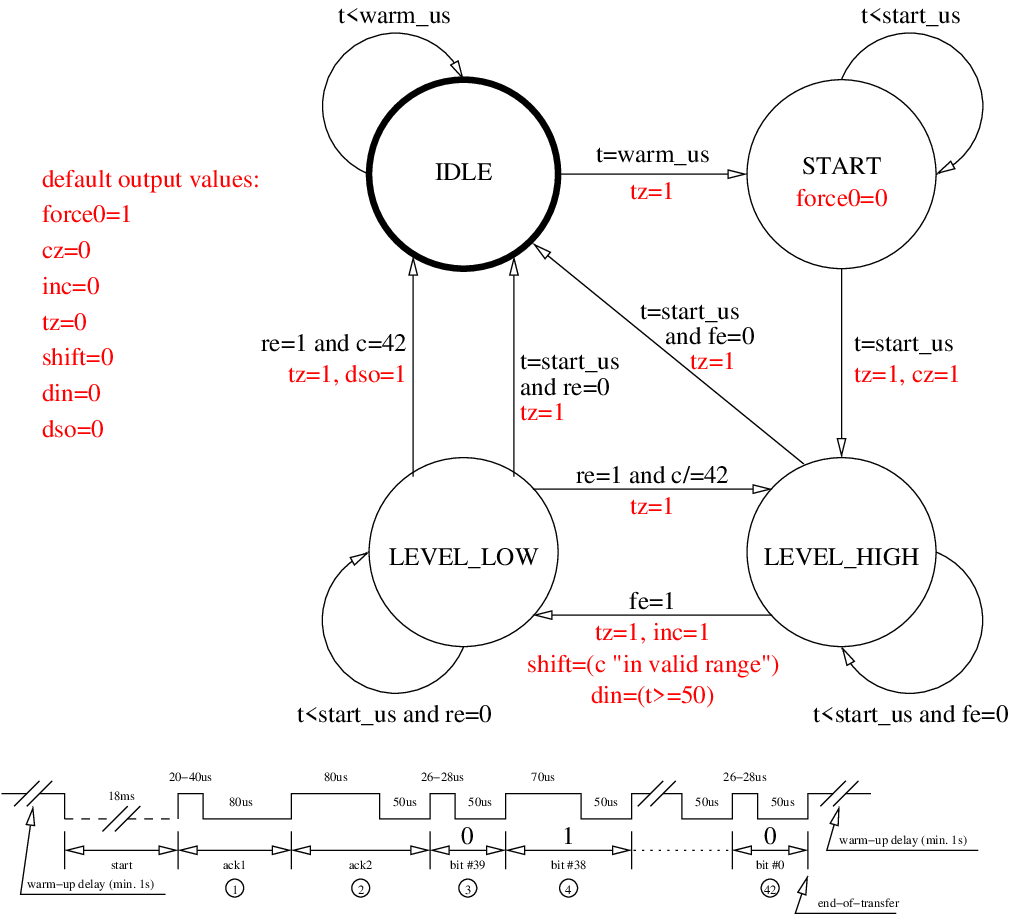 t<warm_us
t<start_us
IDLE
t=warm_us
tz=1
START
force0=0
default output values:
force0=1
cz=0
inc=0
tz=0
shift=0
din=0
dso=0
re=1 and c=42
tz=1, dso=1
t=start_us
and re=0
tz=1
t=start_us
and fe=0
tz=1
t=start_us
tz=1, cz=1
re=1 and c/=42
tz=1
LEVEL_LOW
LEVEL_HIGH
fe=1
tz=1, inc=1
shift=(c "in valid range")
din=(t>=50)
t<start_us and re=0
t<start_us and fe=0
20−40us
80us
26−28us
70us
26−28us
18ms
80us
50us
50us
50us
50us
50us
0
1
0
start
ack1
ack2
bit #39
bit #38
bit #0
warm−up delay (min. 1s)
warm−up delay (min. 1s)
1
2
3
4
42
end−of−transfer